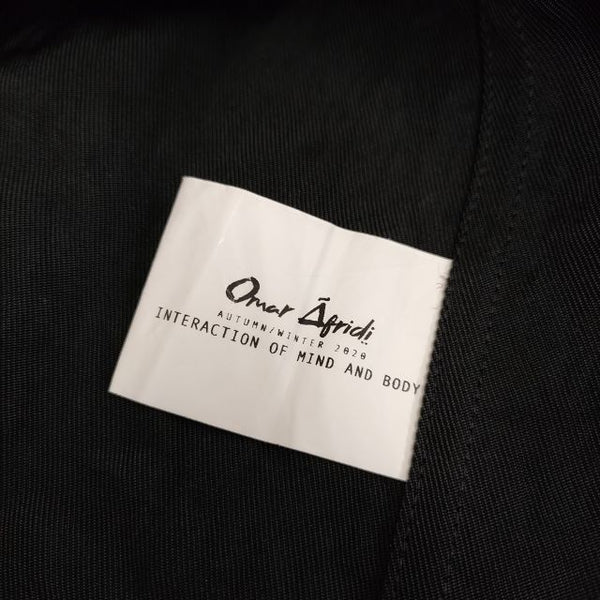 Omar Āfridi
AUTUMN/WINTER 2020
INTERACTION OF MIND AND BODY